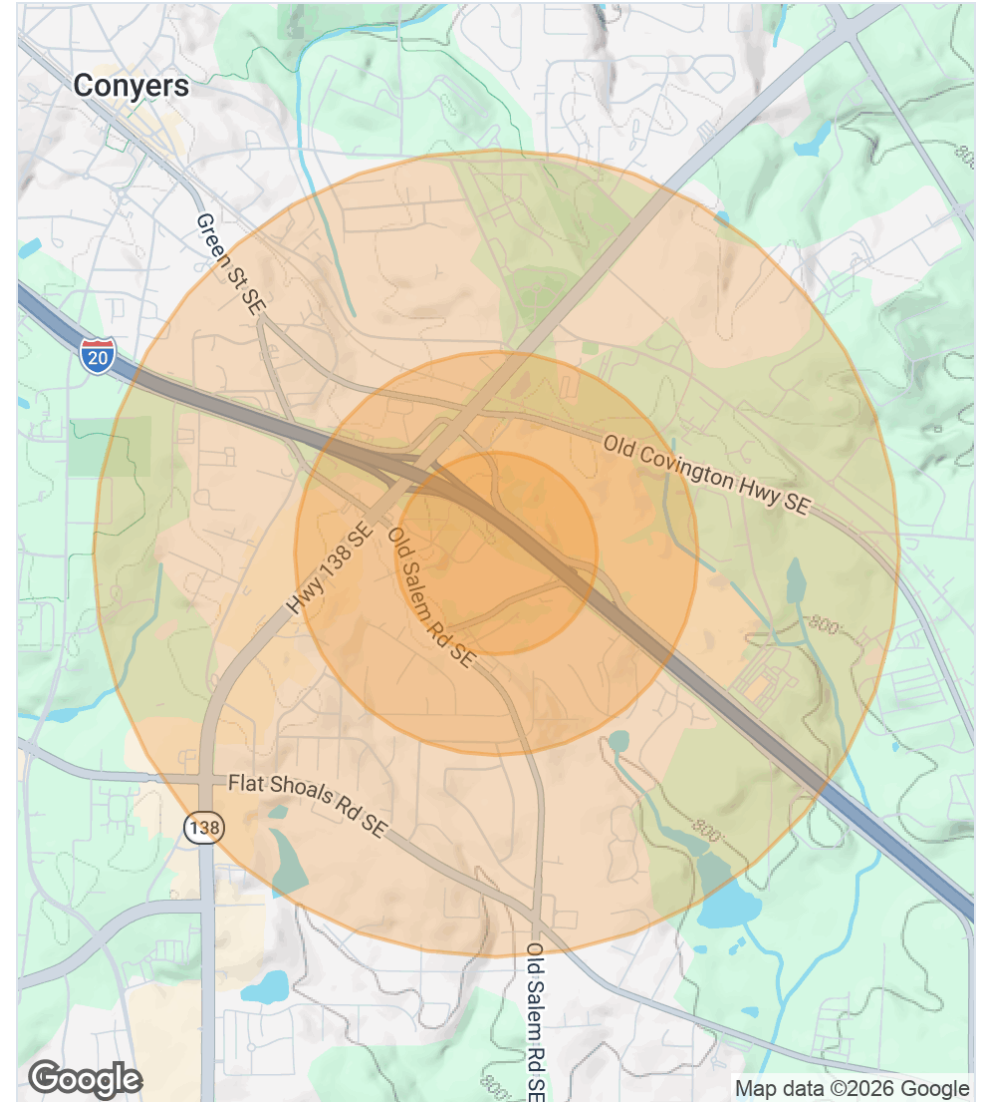 Conyers
Green St SE
20
Old Covington Hwy SE
Hwy 138 SE
Old Salem Rd SE
800'
Flat Shoals Rd SE
138
800'
Old Salem Rd SE
800'
Google
Map data ©2026 Google